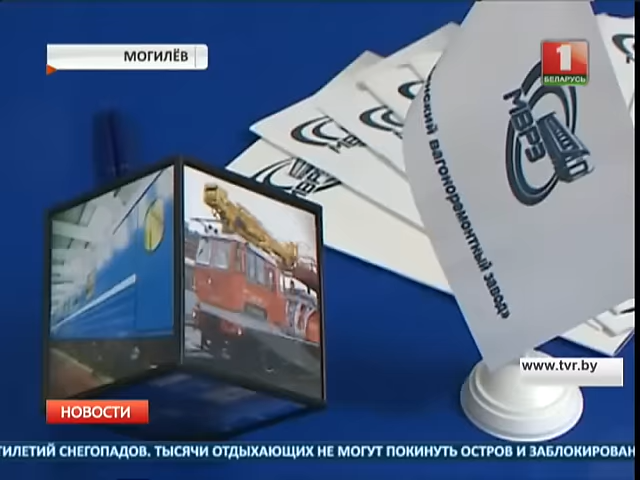 МОГИЛЁВ
1
БЕЛАРУСЬ
МВРЗ
ский вагоноремонтный завод»
www.tvr.by
НОВОСТИ
ТИЛЕТИЙ СНЕГОПАДОВ. ТЫСЯЧИ ОТДЫХАЮЩИХ НЕ МОГУТ ПОКИНУТЬ ОСТРОВ И ЗАБЛОКИРОВАН